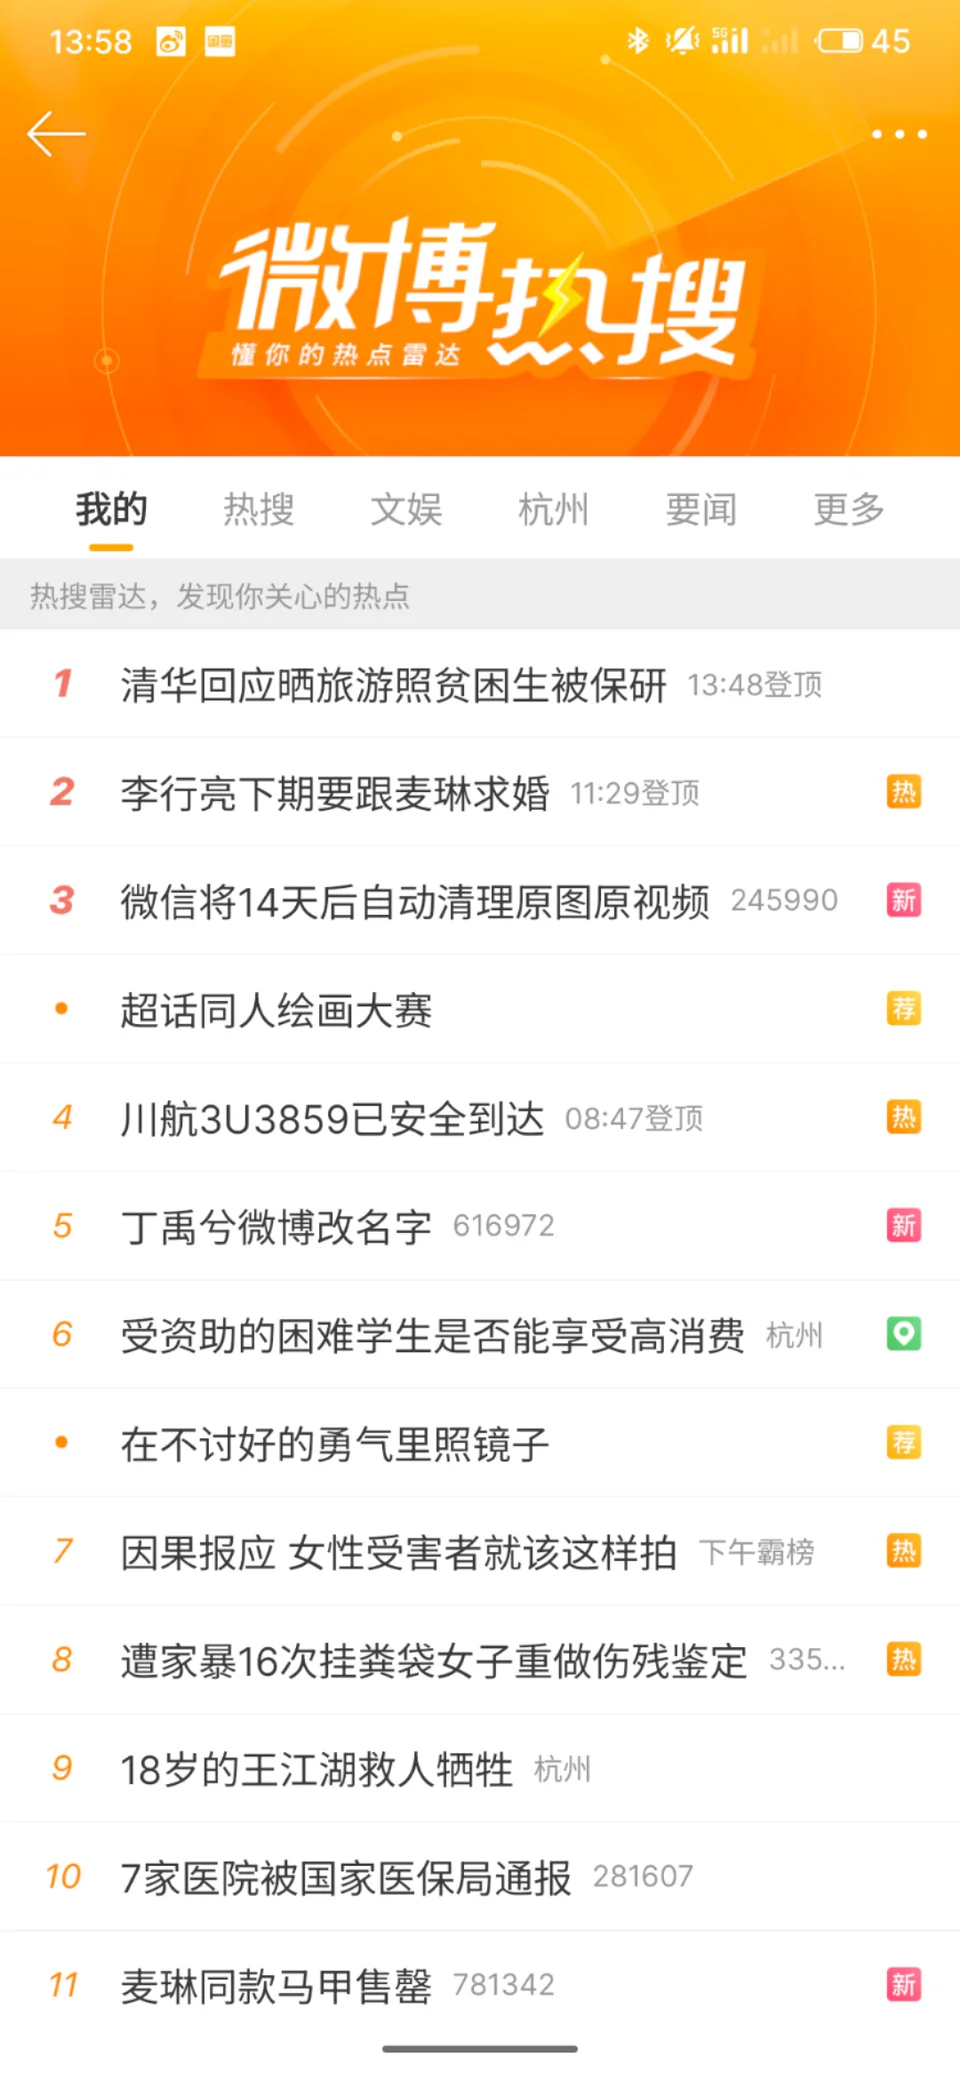 13:58
闲鱼
5G
45
微博热搜
懂你的热点雷达
我的 热搜 文娱 杭州 要闻 更多
热搜雷达，发现你关心的热点
1 清华回应晒旅游照贫困生被保研 13:48登顶
2 李行亮下期要跟麦琳求婚 11:29登顶 热
3 微信将14天后自动清理原图原视频 245990 新
• 超话同人绘画大赛 荐
4 川航3U3859已安全到达 08:47登顶 热
5 丁禹兮微博改名字 616972 新
6 受资助的困难学生是否能享受高消费 杭州
• 在不讨好的勇气里照镜子 荐
7 因果报应 女性受害者就该这样拍 下午霸榜 热
8 遭家暴16次挂粪袋女子重做伤残鉴定 335... 热
9 18岁的王江湖救人牺牲 杭州
10 7家医院被国家医保局通报 281607
11 麦琳同款马甲售罄 781342 新